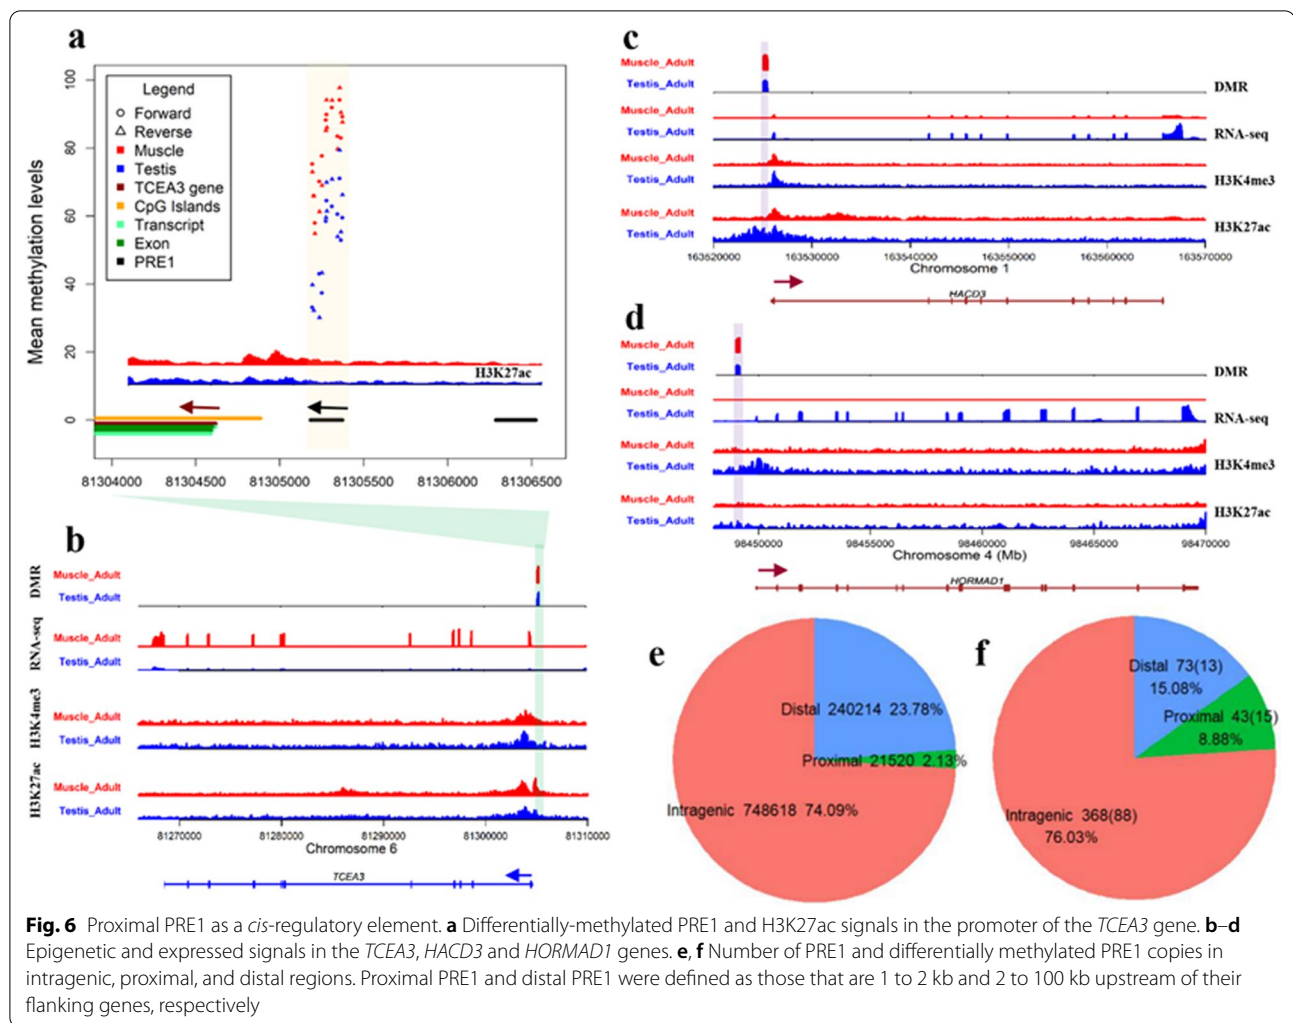 a
Mean methylation levels
100
80
60
40
20
0
Legend
Forward
Reverse
Muscle
Testis
TCEA3 gene
CpG Islands
Transcript
Exon
PRE1
H3K27ac
81304000 81304500 81305000 81305500 81306000 81306500
b
DMR
Muscle_Adult
Testis_Adult
RNA-seq
Muscle_Adult
Testis_Adult
H3K4me3
Muscle_Adult
Testis_Adult
H3K27ac
Muscle_Adult
Testis_Adult
81270000 81280000 81290000 81300000 81310000
Chromosome 6
TCEA3
c
Muscle_Adult
Testis_Adult
DMR
Muscle_Adult
Testis_Adult
RNA-seq
Muscle_Adult
Testis_Adult
H3K4me3
Muscle_Adult
Testis_Adult
H3K27ac
163520000 163530000 163540000 163550000 163560000 163570000
Chromosome 1
HACD3
d
Muscle_Adult
Testis_Adult
DMR
Muscle_Adult
Testis_Adult
RNA-seq
Muscle_Adult
Testis_Adult
H3K4me3
Muscle_Adult
Testis_Adult
H3K27ac
98450000 98455000 98460000 98465000 98470000
Chromosome 4 (Mb)
HORMAD1
e
Distal 240214 23.78%
Proximal 21520 2.13%
Intragenic 748618 74.09%
f
Distal 73(13)
15.08%
Proximal 43(15)
8.88%
Intragenic 368(88)
76.03%
Fig. 6 Proximal PRE1 as a cis-regulatory element. a Differentially-methylated PRE1 and H3K27ac signals in the promoter of the TCEA3 gene. b–d
Epigenetic and expressed signals in the TCEA3, HACD3 and HORMAD1 genes. e, f Number of PRE1 and differentially methylated PRE1 copies in
intragenic, proximal, and distal regions. Proximal PRE1 and distal PRE1 were defined as those that are 1 to 2 kb and 2 to 100 kb upstream of their
flanking genes, respectively